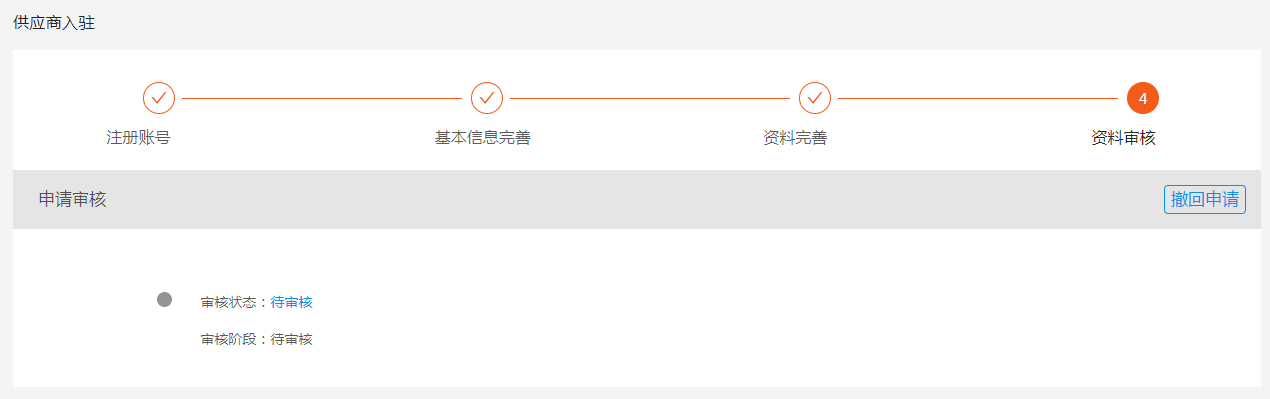 供应商入驻
4
注册账号
基本信息完善
资料完善
资料审核
申请审核
撤回申请
审核状态：待审核
审核阶段：待审核